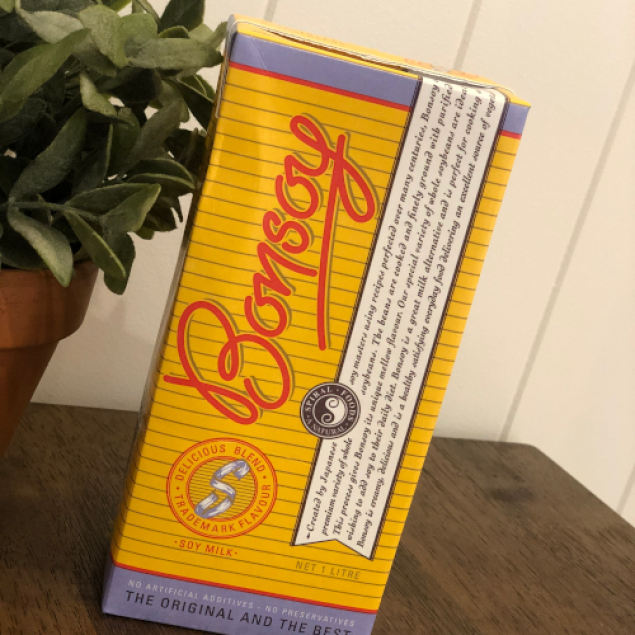 Bonsoy
~Created by Japanese soy masters using recipes perfected over many centuries, Bonsoy
premium variety of whole soybeans. The beans are cooked and finely ground with purified
This process gives Bonsoy its unique mellow flavour. Our special variety of whole soybeans are
wishing to add soy to their daily diet. Bonsoy is a great milk alternative and is perfect for cooking
Bonsoy is creamy, delicious and is a healthy satisfying everyday food delivering an excellent source of
SPIRAL · FOODS
NATURAL
DELICIOUS BLEND
S
TRADEMARK FLAVOUR
·SOY MILK·
NET 1 LITRE
NO ARTIFICIAL ADDITIVES - NO PRESERVATIVES
THE ORIGINAL AND THE BEST